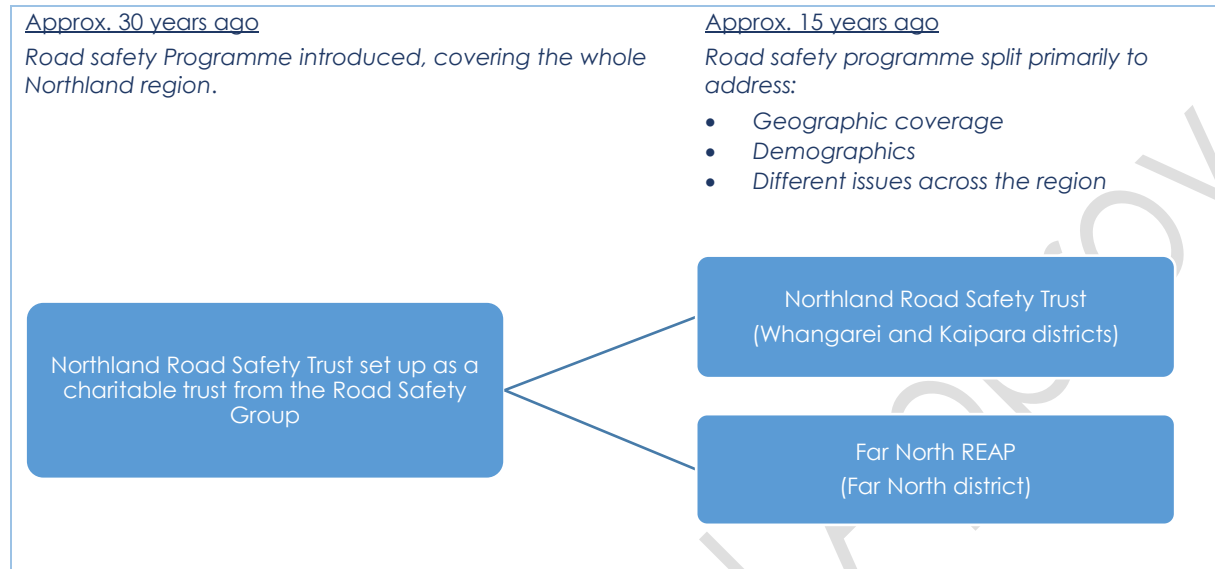 Approx. 30 years ago
Road safety Programme introduced, covering the whole
Northland region.
Approx. 15 years ago
Road safety programme split primarily to
address:
• Geographic coverage
• Demographics
• Different issues across the region
Northland Road Safety Trust set up as a
charitable trust from the Road Safety
Group
Northland Road Safety Trust
(Whangarei and Kaipara districts)
Far North REAP
(Far North district)